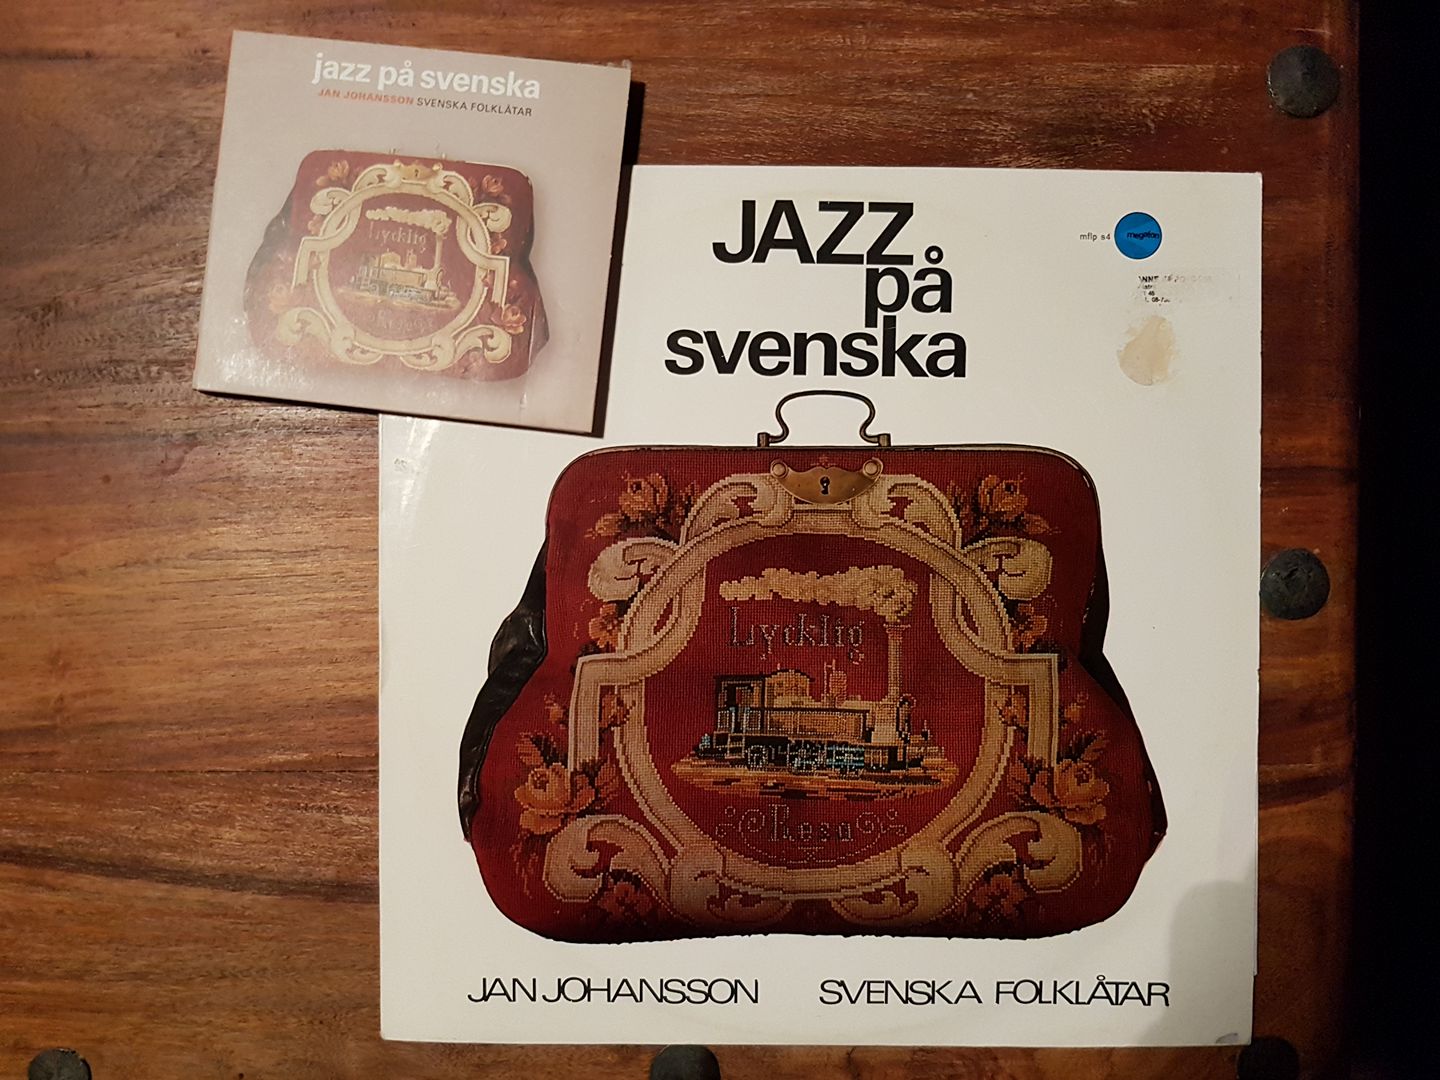 jazz på svenska
JAN JOHANSSON SVENSKA FOLKLÅTAR
Lycklig
JAZZ
på
svenska
mflp s4 megafon
Lycklig
Resa
JAN JOHANSSON SVENSKA FOLKLÅTAR